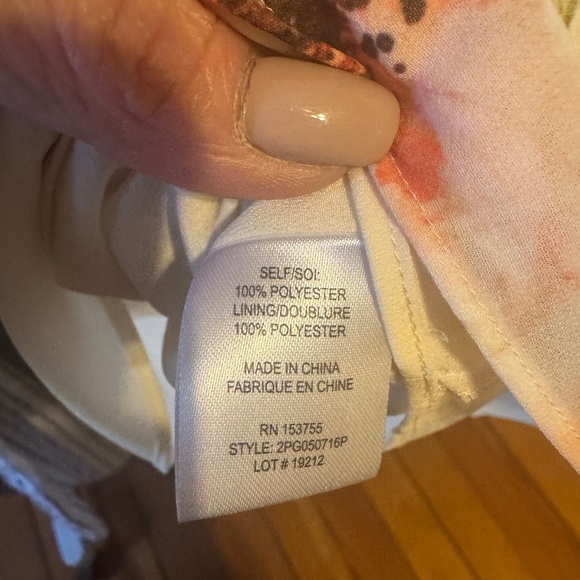 SELF/SOI:
100% POLYESTER
LINING/DOUBLURE
100% POLYESTER
MADE IN CHINA
FABRIQUE EN CHINE
RN 153755
STYLE: 2PG050716P
LOT # 19212